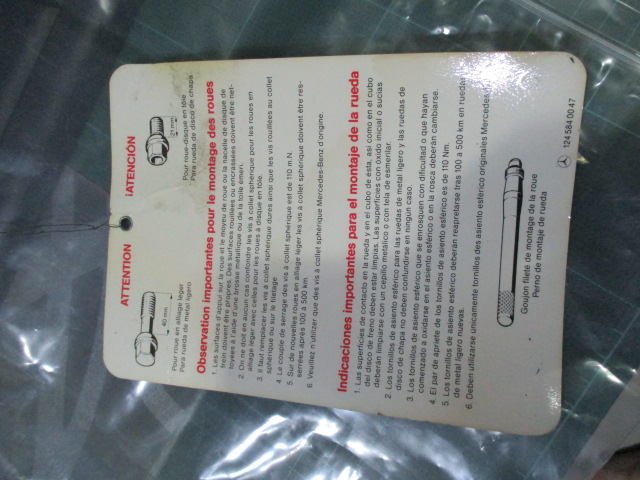 ATTENTION ¡ATENCIÓN
40 mm
21 mm
Pour roue en alliage léger
Para rueda de metal ligero
Pour roue-disque en tôle
Para rueda de disco de chapa
Observation importantes pour le montage des roues
1. Les surfaces d'appui sur la roue et le moyeu de roue ou la nacelle de disque de
frein doivent être propres. Des surfaces rouillées ou encrassées doivent être net-
toyées à l'aide d'une brosse métallique ou de la toile émeri.
2. On ne doit en aucun cas confondre les vis à collet sphérique pour les roues en
alliage léger avec celles pour les roues à disque en tôle.
3. Il faut remplacer les vis à collet sphérique dures ainsi que les vis rouillées au collet
sphérique ou sur le filetage.
4. Le couple de serrage des vis à collet sphérique est de 110 m.N.
5. Sur de nouvelles roues en alliage léger les vis à collet sphérique doivent être res-
serrées après 100 à 500 km.
6. Veuillez n'utiliser que des vis à collet sphérique Mercedes-Benz d'origine.
Indicaciones importantes para el montaje de la rueda
1. Las superficies de contacto en la rueda y en el cubo de ésta, asi como en el cubo
del disco de freno deben estar limpias. Las superficies con oxido inicial o sucias
deberán limpiarse con un cepillo metálico o con tela de esmerilar.
2. Los tornillos de asiento esférico para las ruedas de metal ligero y las ruedas de
disco de chapa no deben confundirse en ningún caso.
3. Los tornillos de asiento esférico que se enrosquen con dificultad o que hayan
comenzado a oxidarse en el asiento esférico o en la rosca deberán cambiarse.
4. El par de apriete de los tornillos de asiento esférico es de 110 Nm.
5. Los tornillos de asiento esférico deberán reapretarse tras 100 a 500 km en ruedas
de metal ligero nuevas.
6. Deben utilizarse unicamente tornillos des asiento esférico originales Mercedes
Goujon fileté de montage de la roue
Perno de montaje de rueda
124 584 00 47